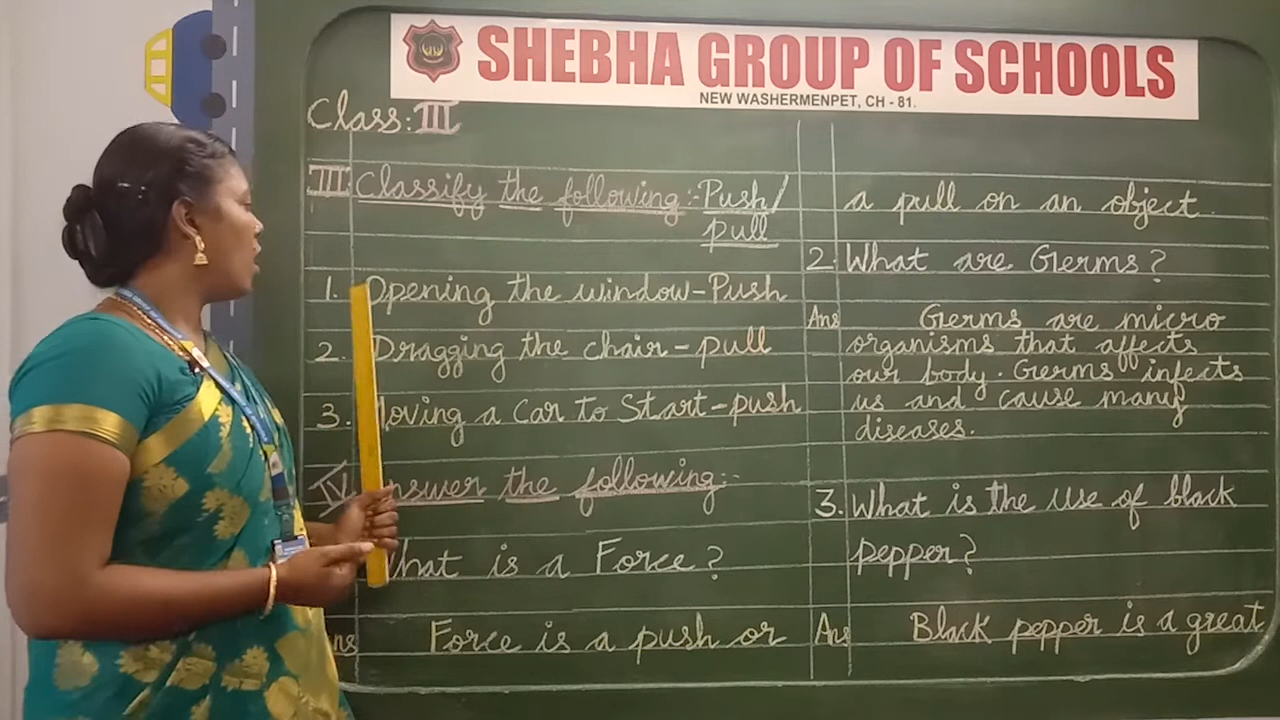 SHEBHA GROUP OF SCHOOLS
NEW WASHERMENPET, CH - 81.
Class: III
III. Classify the following:- Push/
pull
1. Opening the window - Push
2. Dragging the chair - pull
3. Moving a Car to Start - push
IV. Answer the following:-
What is a Force?
Ans Force is a push or
a pull on an object
2. What are Germs?
Ans Germs are micro
organisms that affects
our body. Germs infects
us and cause many
diseases.
3. What is the use of black
pepper?
Ans Black pepper is a great